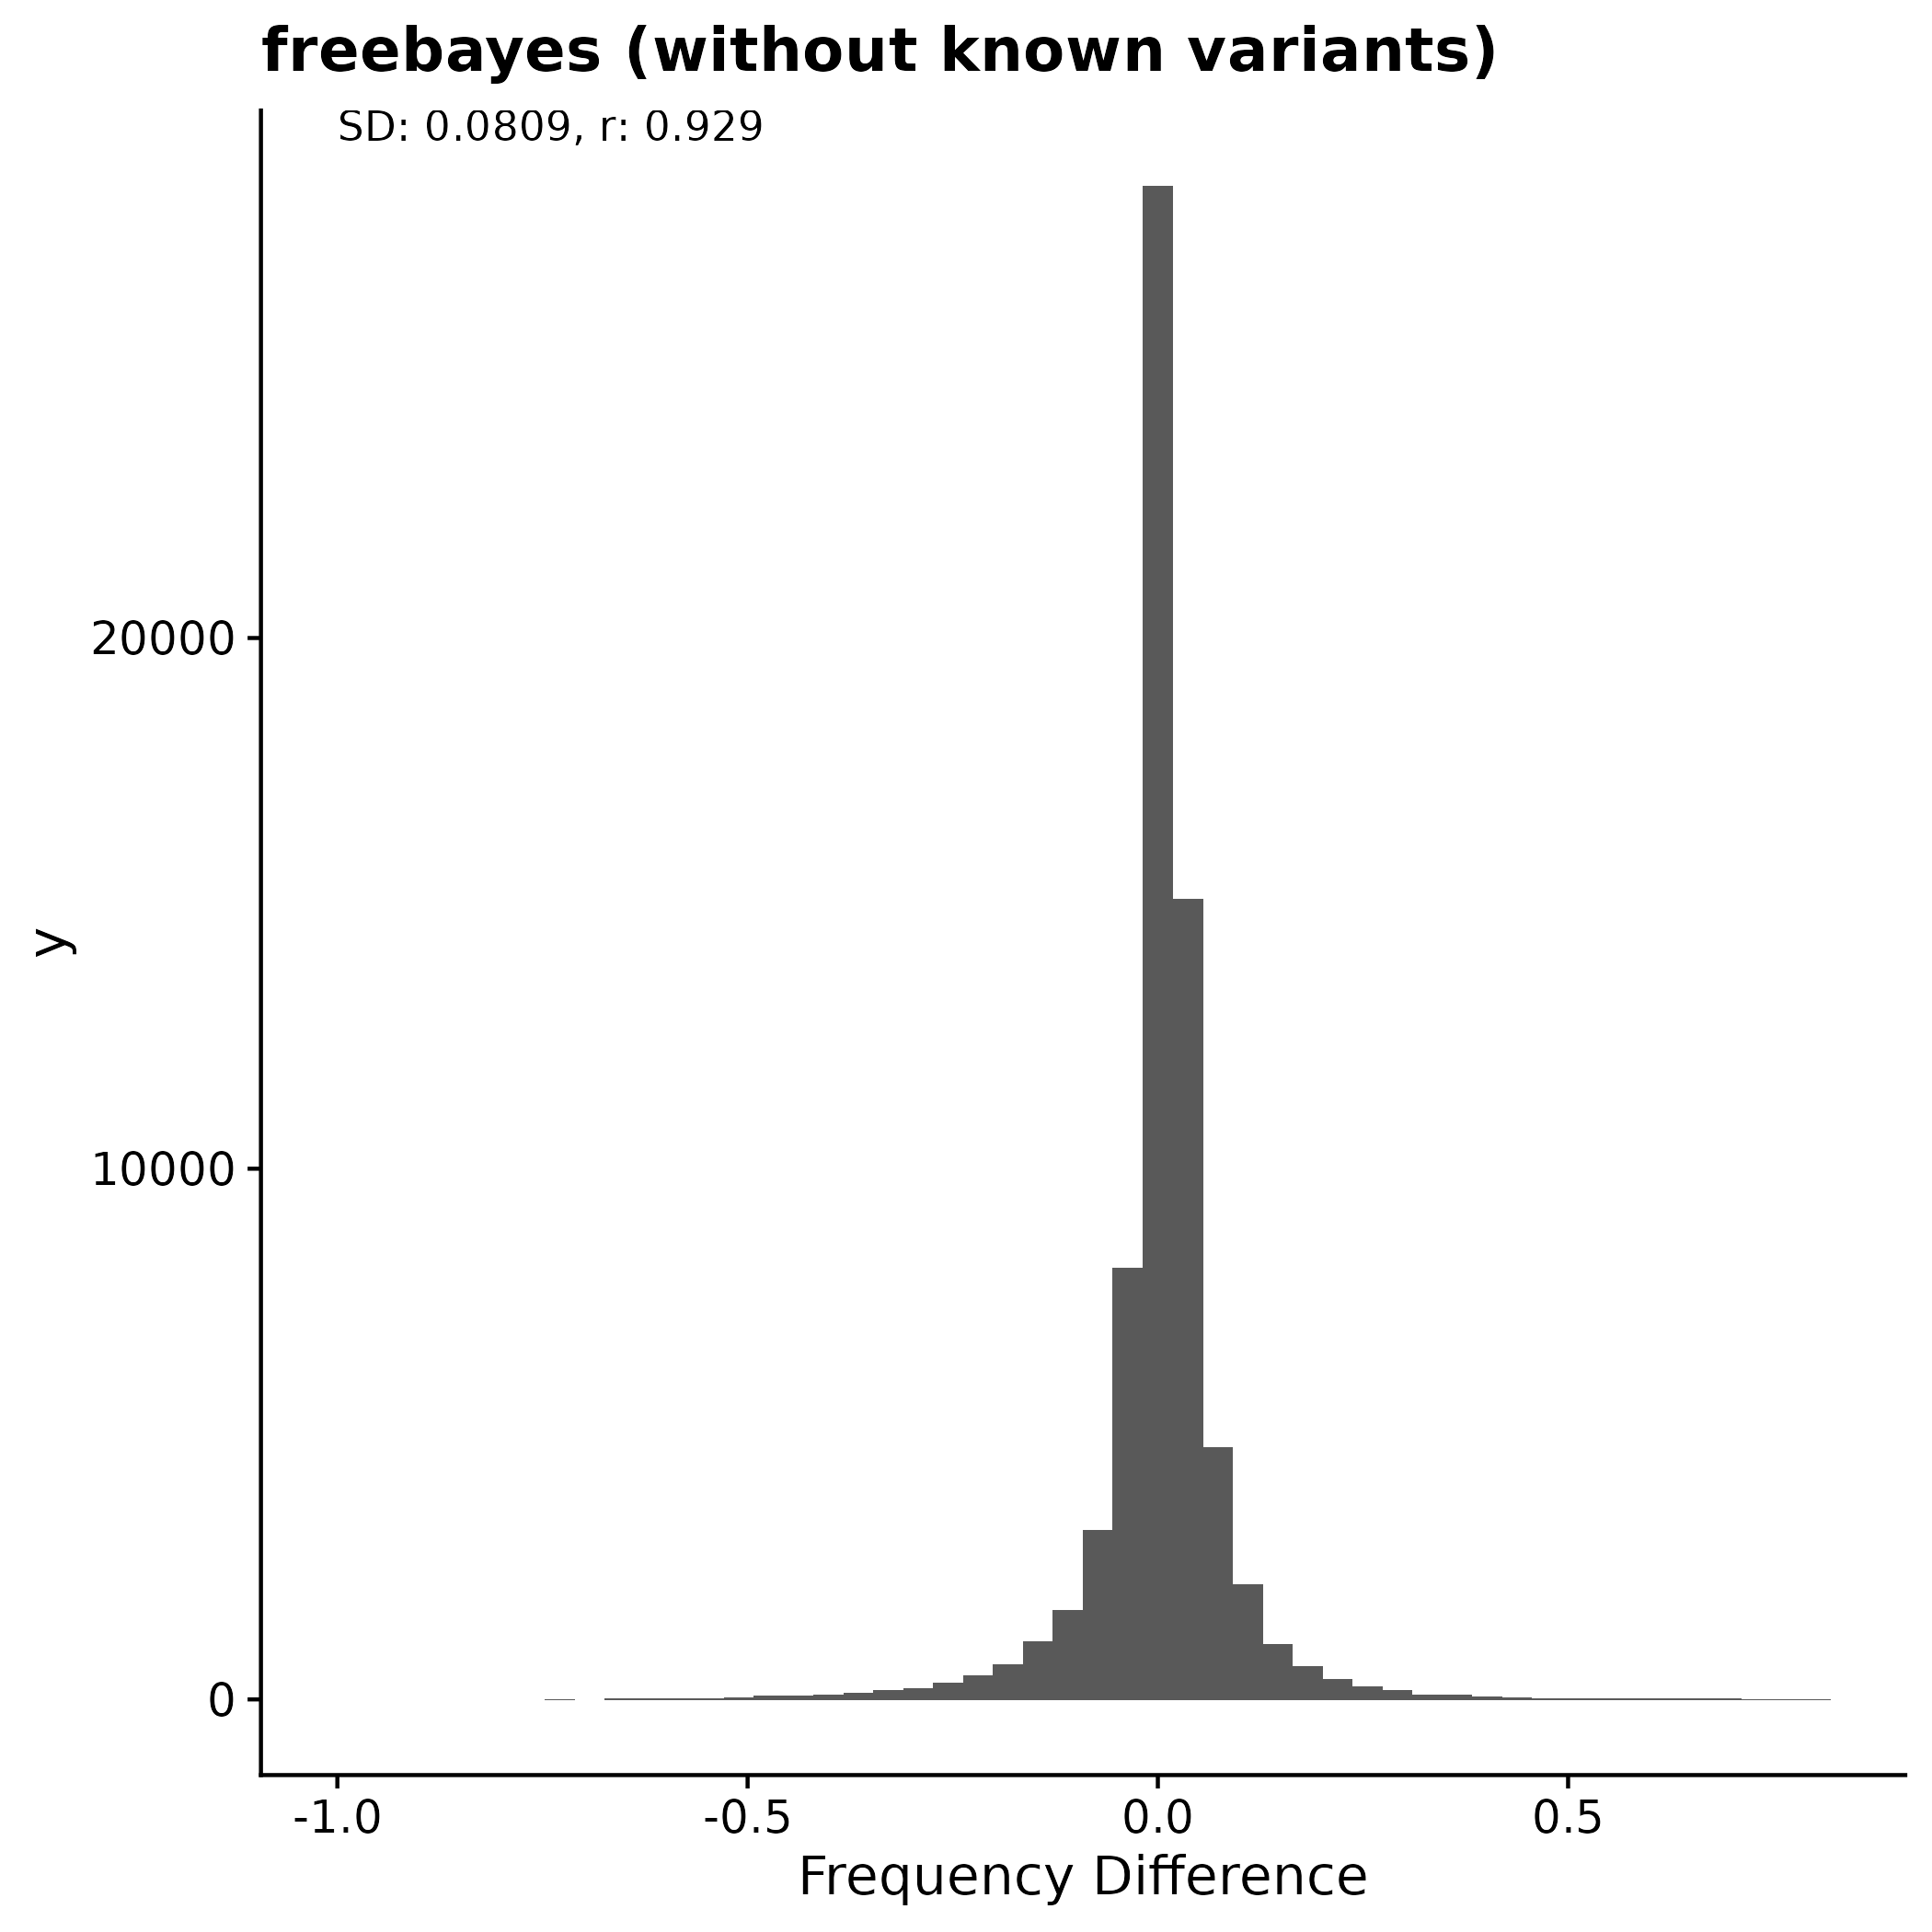 freebayes (without known variants)
SD: 0.0809, r: 0.929
20000
10000
0
y
-1.0 -0.5 0.0 0.5
Frequency Difference